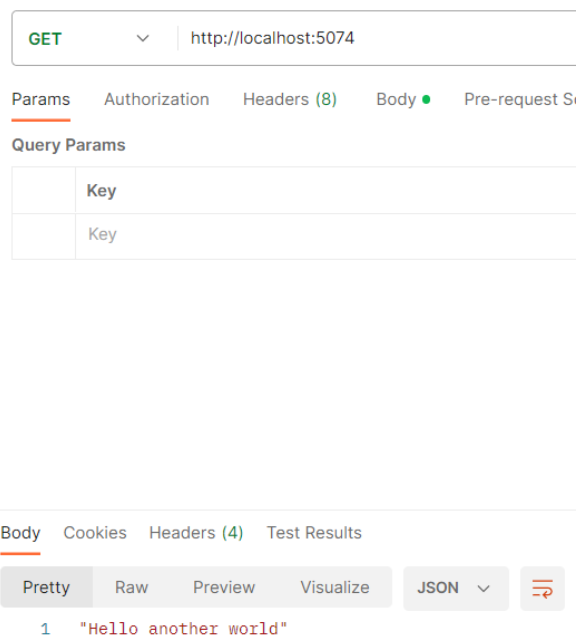 GET http://localhost:5074
Params Authorization Headers (8) Body Pre-request
Query Params
Key
Key
Body Cookies Headers (4) Test Results
Pretty Raw Preview Visualize JSON
1 "Hello another world"